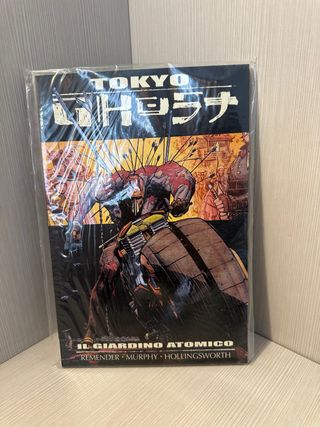 TOKYO
GHOST
IL GIARDINO ATOMICO
REMENDER · MURPHY · HOLLINGSWORTH